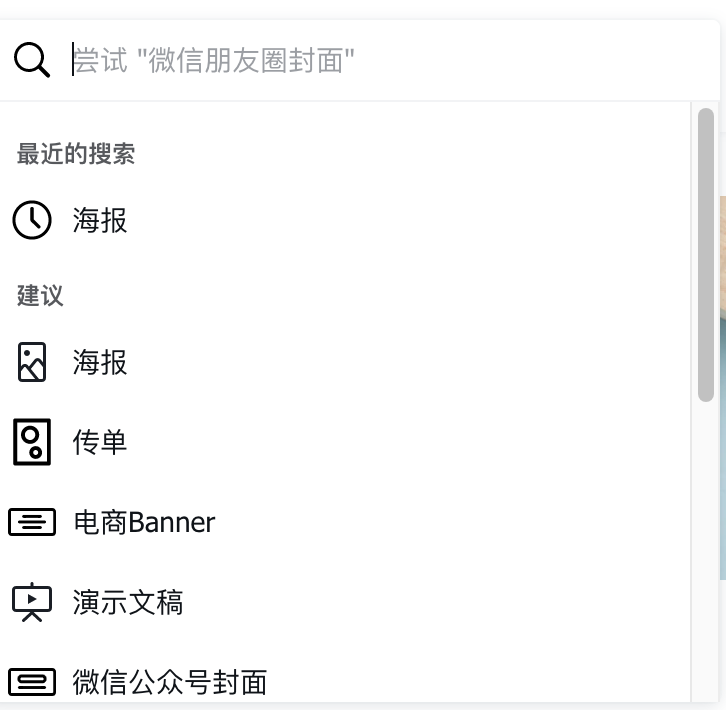 尝试 "微信朋友圈封面"
最近的搜索
海报
建议
海报
传单
电商Banner
演示文稿
微信公众号封面